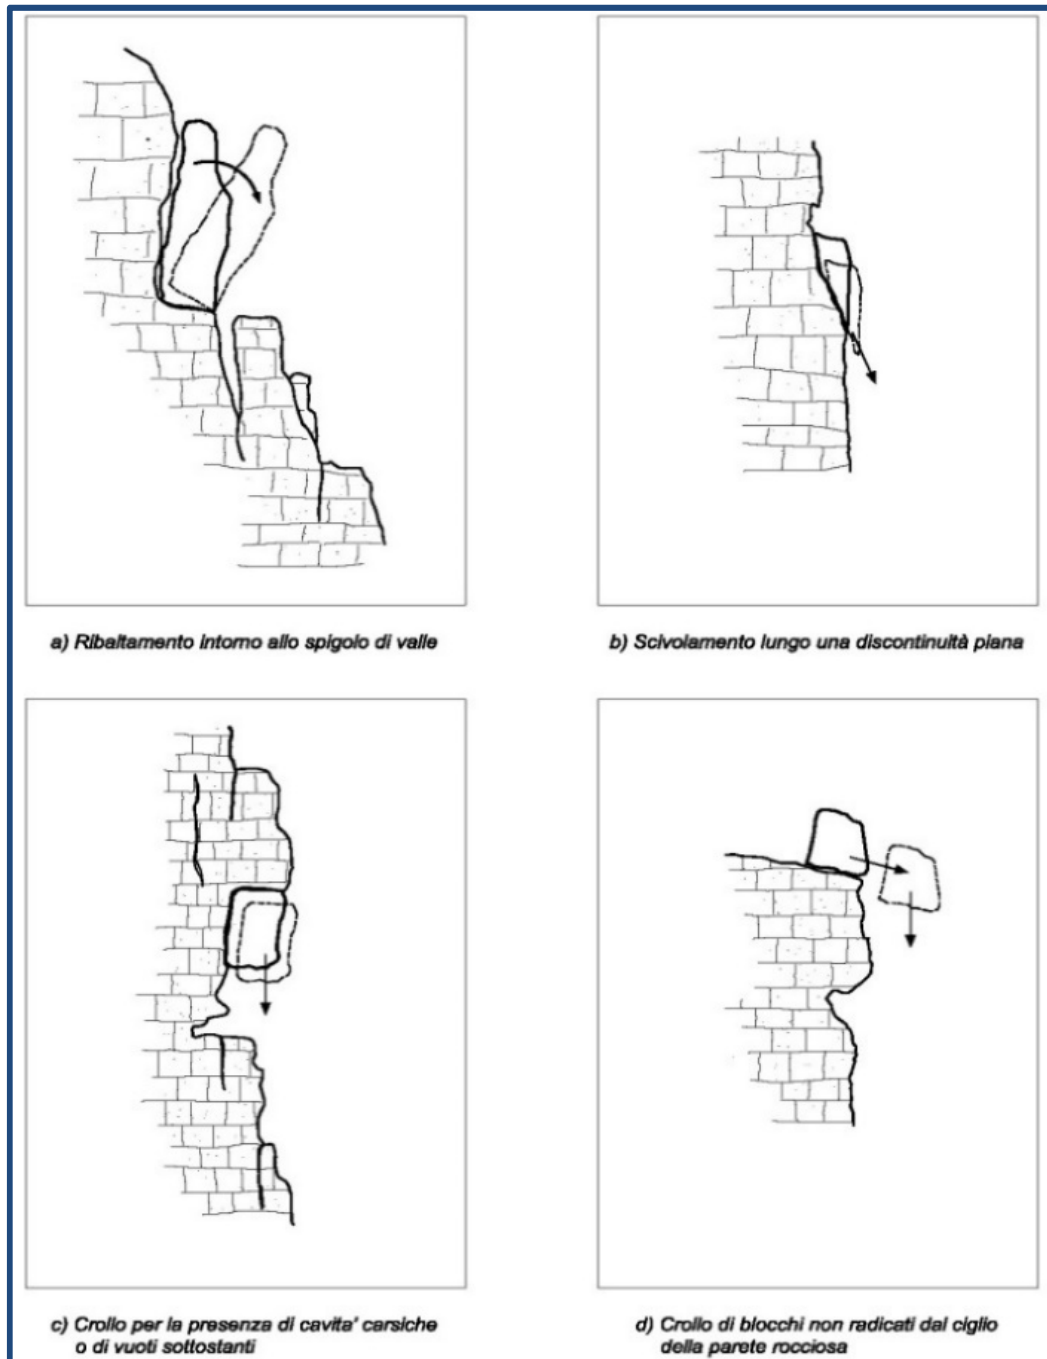 a) Ribaltamento intorno allo spigolo di valle
b) Scivolamento lungo una discontinuità piana
c) Crollo per la presenza di cavita' carsiche
o di vuoti sottostanti
d) Crollo di blocchi non radicati dal ciglio
della parete rocciosa